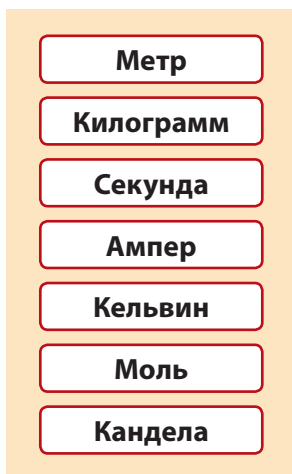 Метр
Килограмм
Секунда
Ампер
Кельвин
Моль
Кандела